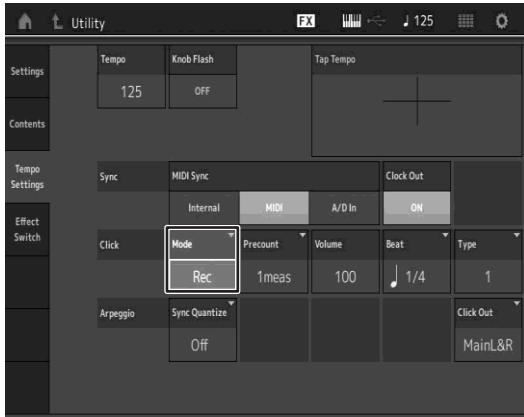 Utility
FX
♩ 125
Settings
Contents
Tempo Settings
Effect Switch
Tempo
125
Knob Flash
OFF
Tap Tempo
Sync
MIDI Sync
Clock Out
Internal
MIDI
A/D In
ON
Click
Mode
Precount
Volume
Beat
Type
Rec
1meas
100
♩ 1/4
1
Arpeggio
Sync Quantize
Click Out
Off
MainL&R